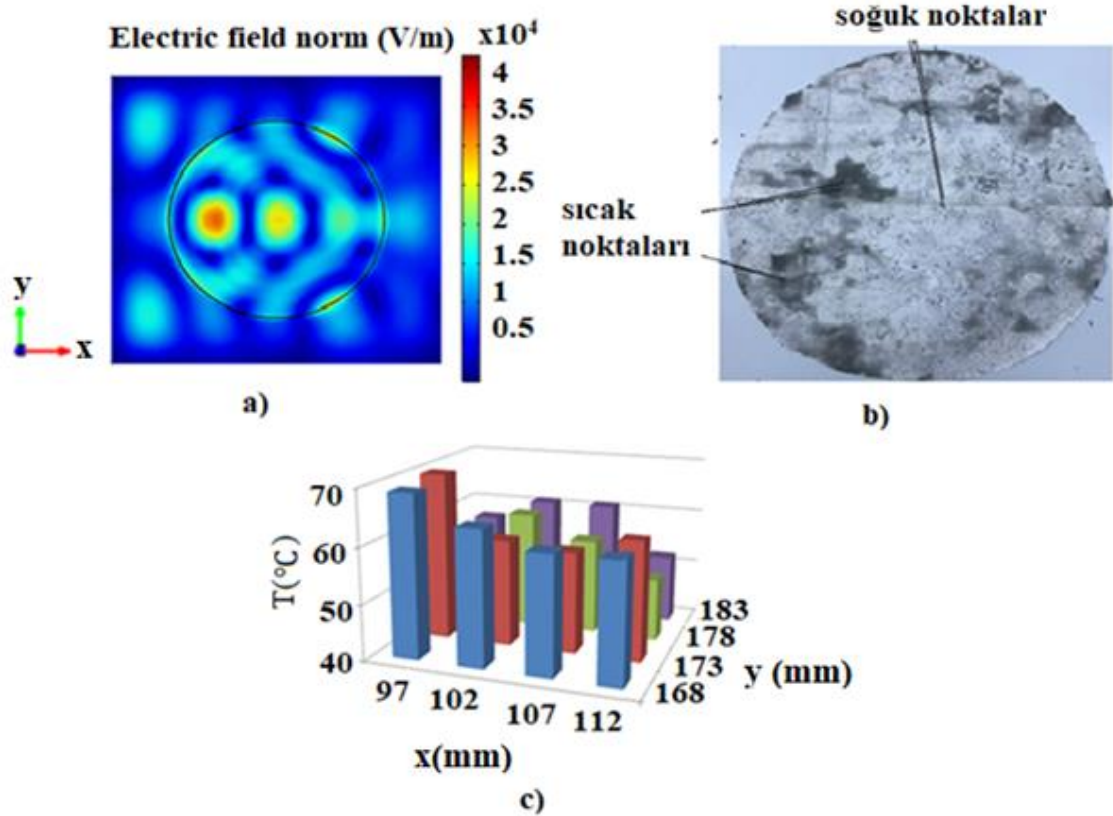 Electric field norm (V/m)
x10⁴
4
3.5
3
2.5
2
1.5
1
0.5
y
x
a)
soğuk noktalar
sıcak
noktaları
b)
70
60
50
40
T(°C)
97
102
107
112
x(mm)
183
178
173
168
y (mm)
c)